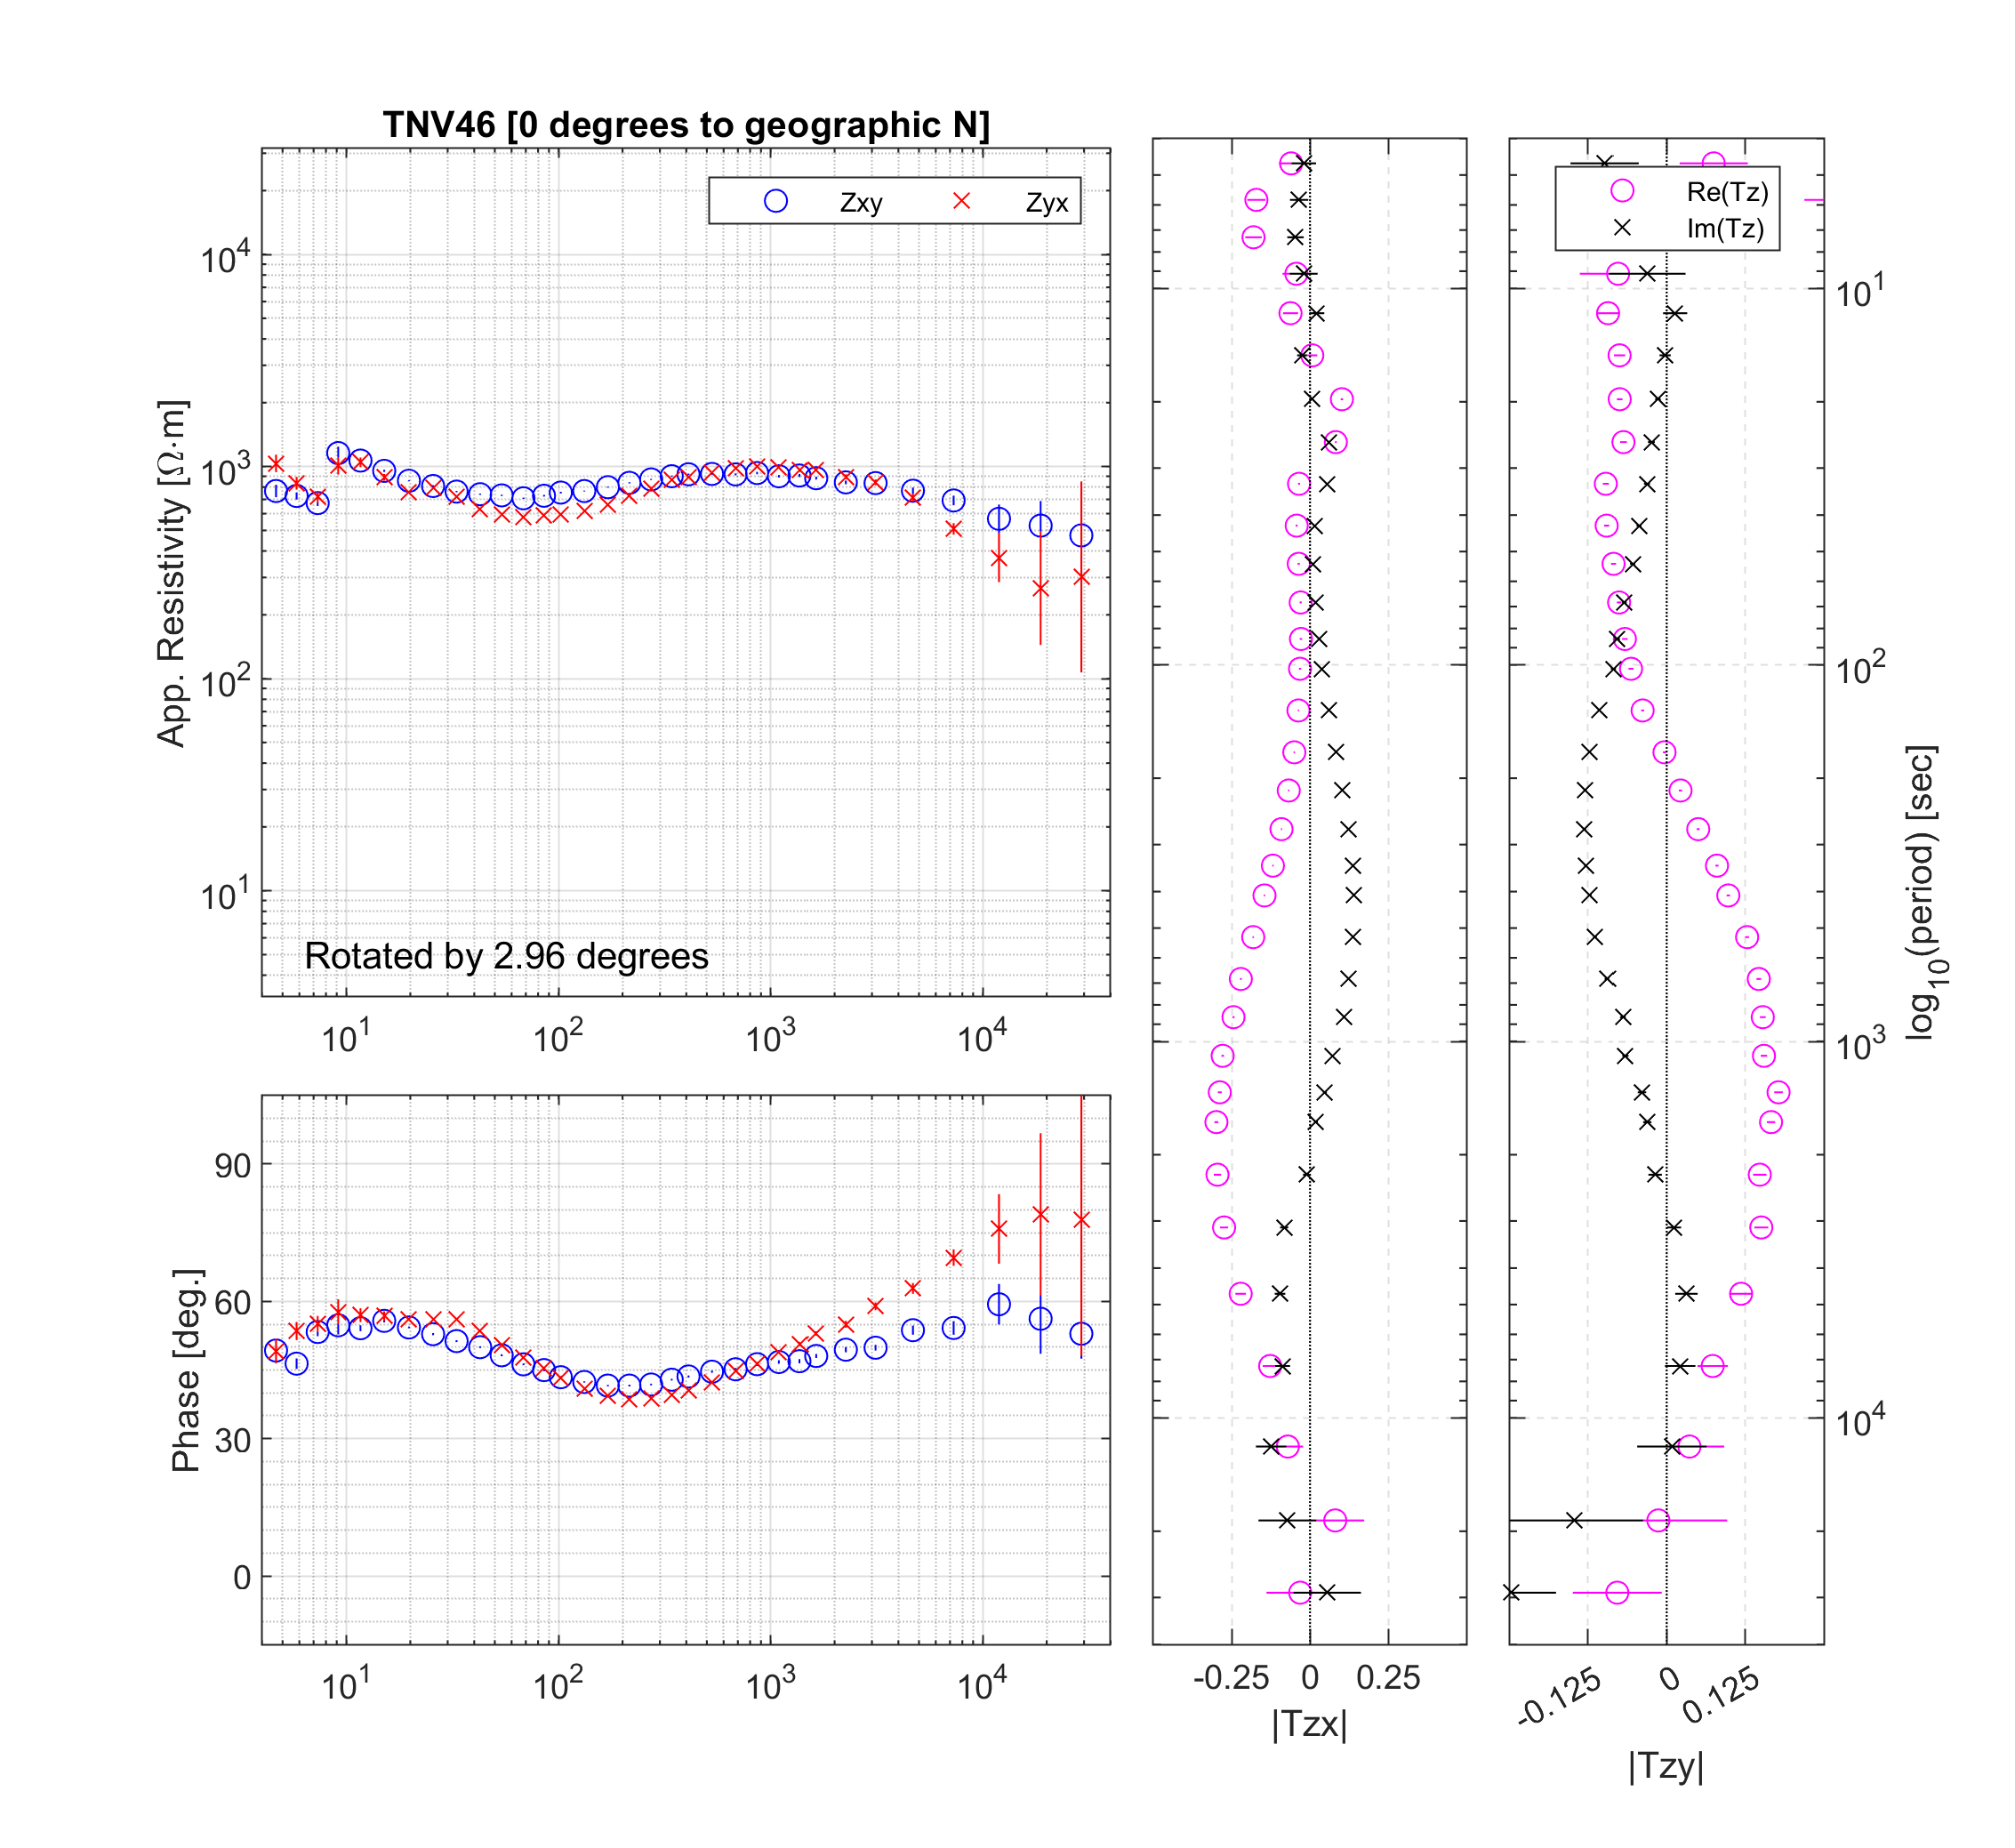 TNV46 [0 degrees to geographic N]
App. Resistivity [Ω·m]
10^4
10^3
10^2
10^1
Zxy
Zyx
Rotated by 2.96 degrees
10^1 10^2 10^3 10^4
Phase [deg.]
90
60
30
0
10^1 10^2 10^3 10^4
-0.25 0 0.25
|Tzx|
Re(Tz)
Im(Tz)
-0.125 0 0.125
|Tzy|
10^1
10^2
10^3
10^4
log_10(period) [sec]